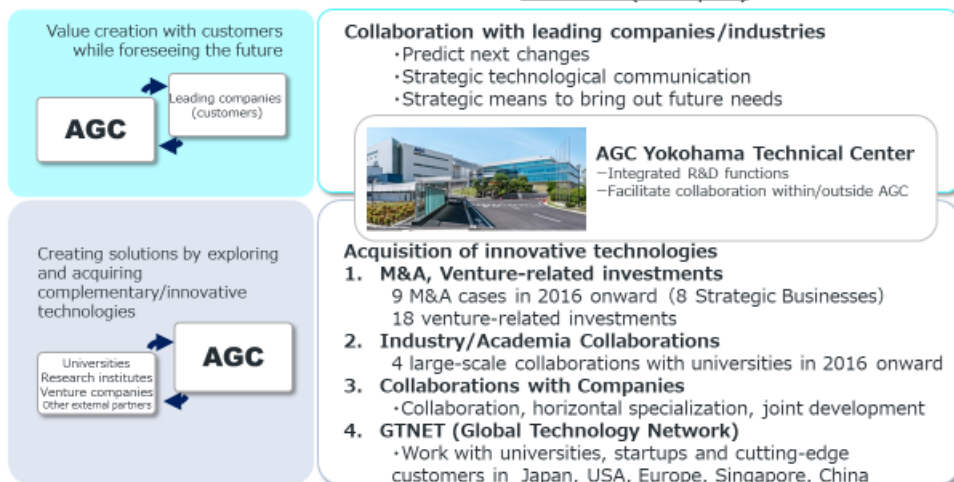 Value creation with customers
while foreseeing the future
AGC
Leading companies
(customers)
Collaboration with leading companies/industries
・Predict next changes
・Strategic technological communication
・Strategic means to bring out future needs
AGC Yokohama Technical Center
−Integrated R&D functions
−Facilitate collaboration within/outside AGC
Creating solutions by exploring
and acquiring
complementary/innovative
technologies
Universities
Research institutes
Venture companies
Other external partners
AGC
Acquisition of innovative technologies
1. M&A, Venture-related investments
9 M&A cases in 2016 onward (8 Strategic Businesses)
18 venture-related investments
2. Industry/Academia Collaborations
4 large-scale collaborations with universities in 2016 onward
3. Collaborations with Companies
・Collaboration, horizontal specialization, joint development
4. GTNET (Global Technology Network)
・Work with universities, startups and cutting-edge
customers in Japan, USA, Europe, Singapore, China